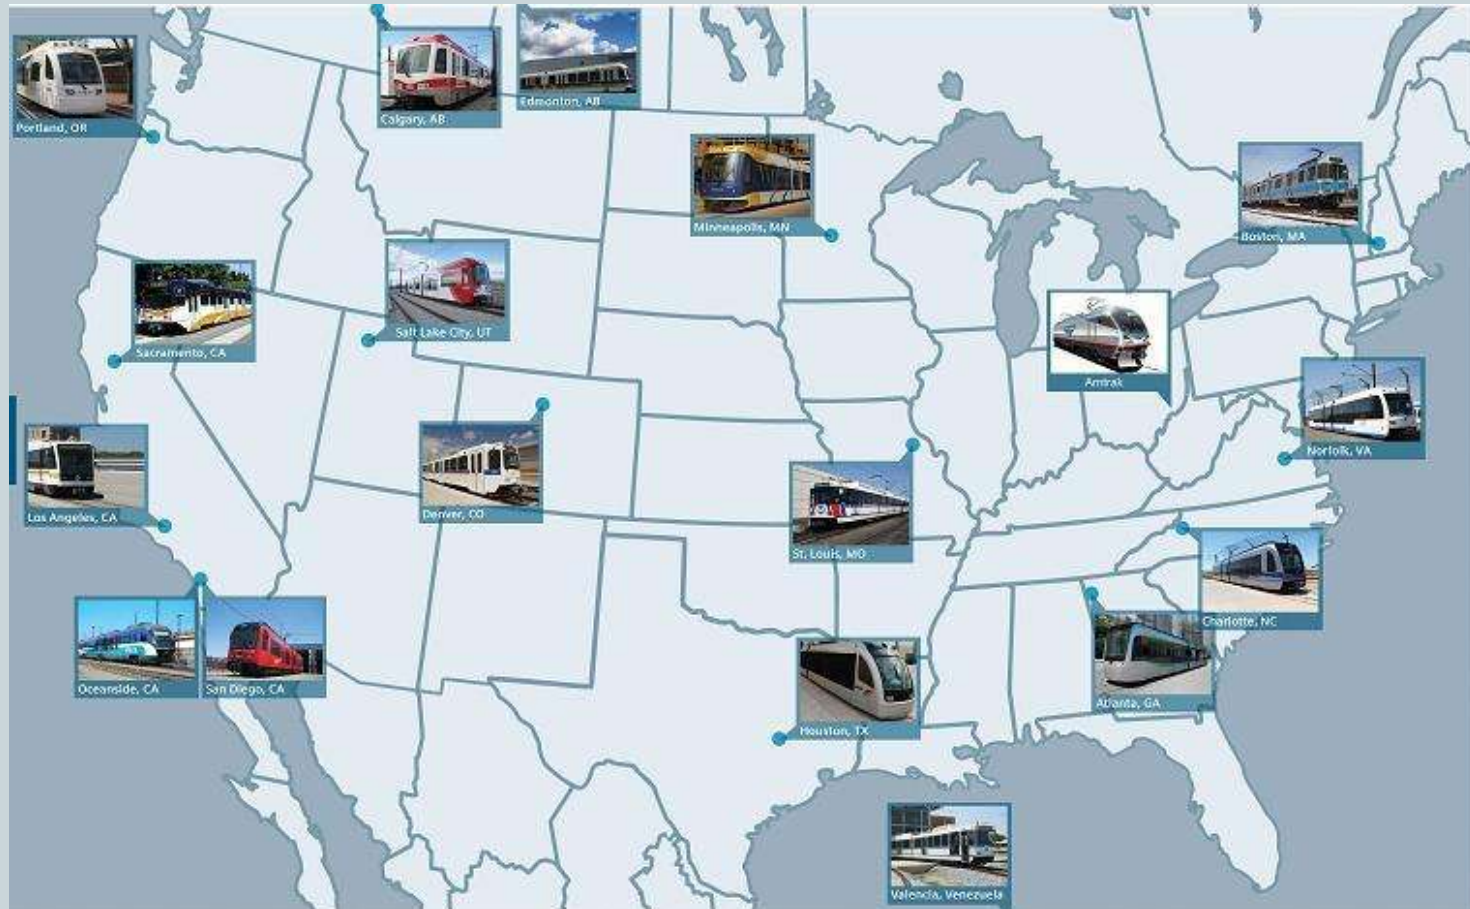 Portland, OR
Calgary, AB
Edmonton, AB
Minneapolis, MN
Boston, MA
Salt Lake City, UT
Sacramento, CA
Amtrak
Norfolk, VA
Los Angeles, CA
Denver, CO
St. Louis, MO
Charlotte, NC
Oceanside, CA
San Diego, CA
Atlanta, GA
Houston, TX
Valencia, Venezuela